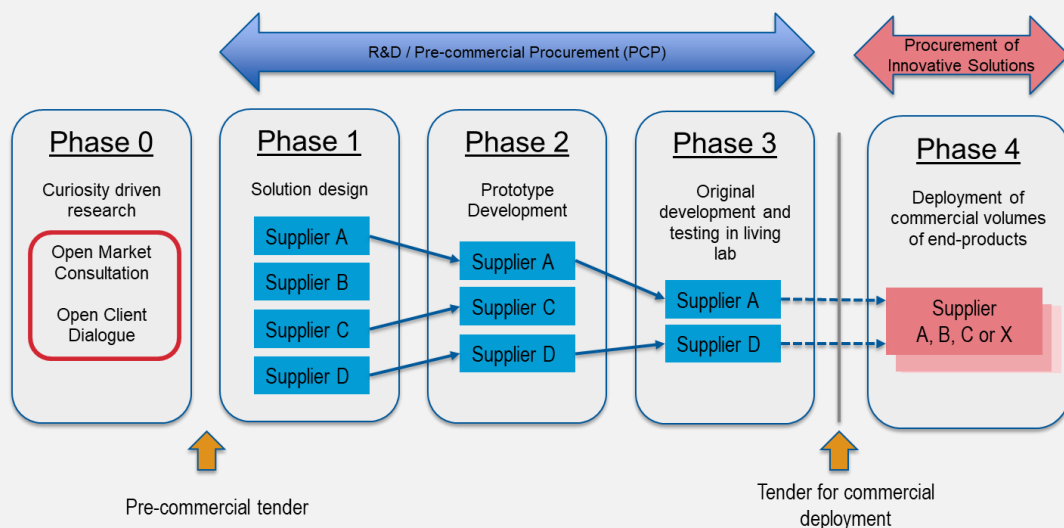 R&D / Pre-commercial Procurement (PCP)
Procurement of
Innovative Solutions
Phase 0
Curiosity driven
research
Open Market
Consultation
Open Client
Dialogue
Phase 1
Solution design
Supplier A
Supplier B
Supplier C
Supplier D
Phase 2
Prototype
Development
Supplier A
Supplier C
Supplier D
Phase 3
Original
development and
testing in living
lab
Supplier A
Supplier D
Phase 4
Deployment of
commercial volumes
of end-products
Supplier
A, B, C or X
Pre-commercial tender
Tender for commercial
deployment